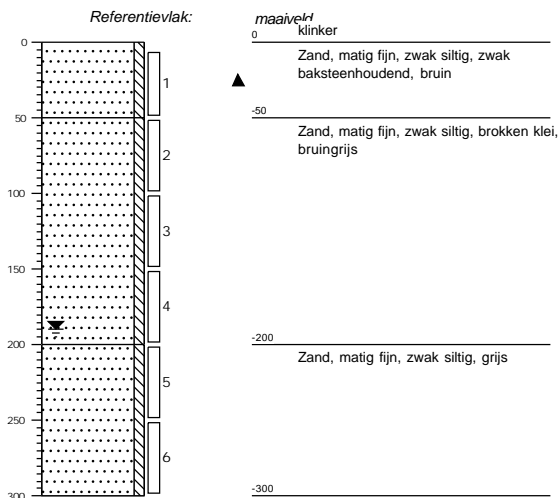 Referentievlak: maaiveld
0 0 klinker
Zand, matig fijn, zwak siltig, zwak
baksteenhoudend, bruin
1
50 -50
Zand, matig fijn, zwak siltig, brokken klei,
bruingrijs
2
100
3
150
4
200 -200
Zand, matig fijn, zwak siltig, grijs
5
250
6
300 -300